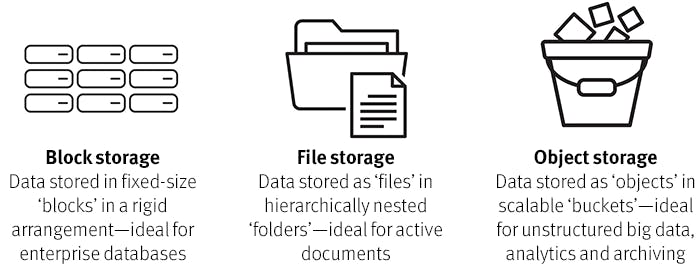 Block storage
Data stored in fixed-size
‘blocks’ in a rigid
arrangement—ideal for
enterprise databases
File storage
Data stored as ‘files’ in
hierarchically nested
‘folders’—ideal for active
documents
Object storage
Data stored as ‘objects’ in
scalable ‘buckets’—ideal
for unstructured big data,
analytics and archiving